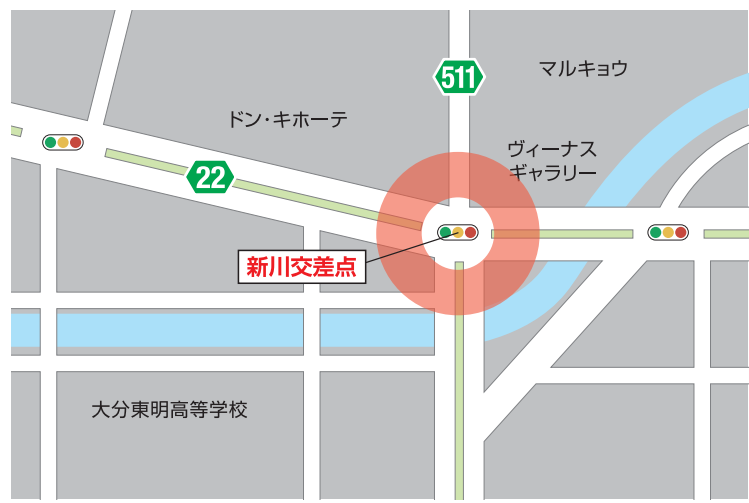 マルキョウ
511
ドン・キホーテ
ヴィーナス
ギャラリー
22
新川交差点
大分東明高等学校